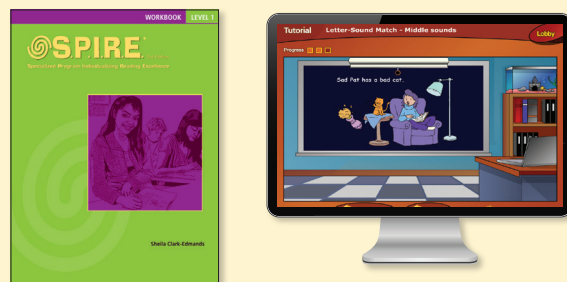 WORKBOOK LEVEL 1
S.P.I.R.E.®
Specialized Program Individualizing Reading Excellence
Sheila Clark-Edmands
Tutorial Letter-Sound Match - Middle sounds
Lobby
Progress
Sad Pat has a bad cat.